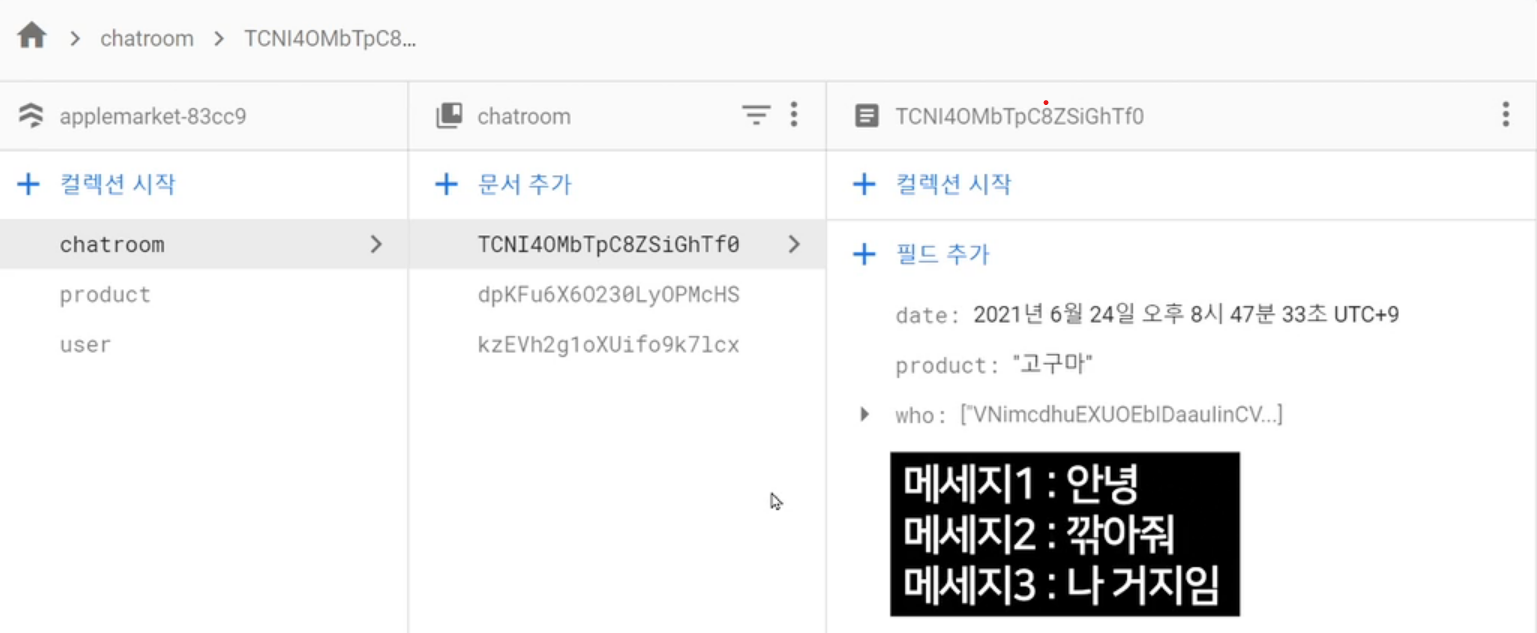 chatroom > TCNI4OMbTpC8...
applemarket-83cc9
chatroom
TCNI4OMbTpC8ZSiGhTf0
+ 컬렉션 시작
+ 문서 추가
+ 컬렉션 시작
chatroom
product
user
TCNI4OMbTpC8ZSiGhTf0
dpKFu6X6O230LyOPMcHS
kzEVh2g1oXUifo9k7lcx
+ 필드 추가
date: 2021년 6월 24일 오후 8시 47분 33초 UTC+9
product: "고구마"
who: ["VNimcdhuEXUOEbIDaauIinCV...]
메세지1 : 안녕
메세지2 : 깎아줘
메세지3 : 나 거지임